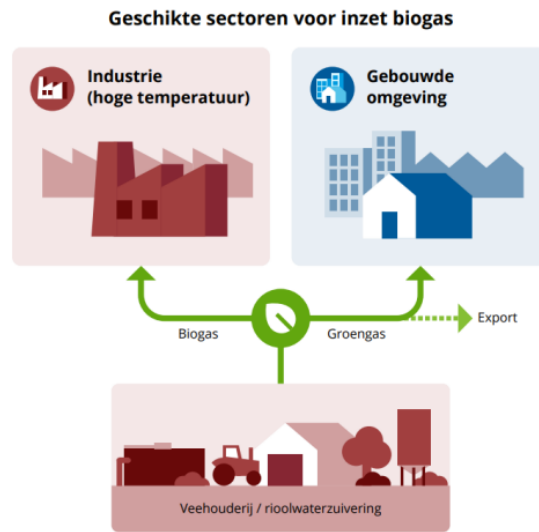 Geschikte sectoren voor inzet biogas
Industrie
(hoge temperatuur)
Gebouwde
omgeving
Biogas
Groengas
Export
Veehouderij / rioolwaterzuivering